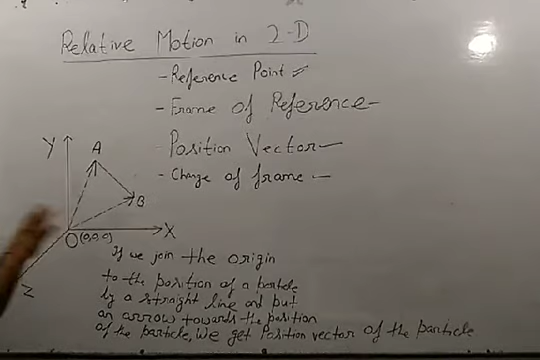 Relative Motion in 2-D
- Reference Point
- Frame of Reference
- Position Vector
- Change of frame
Y
A
B
O(0,0,0)
X
Z
If we join the origin
to the position of a particle
by a straight line and put
an arrow towards the position
of the particle, We get Position vector of the particle